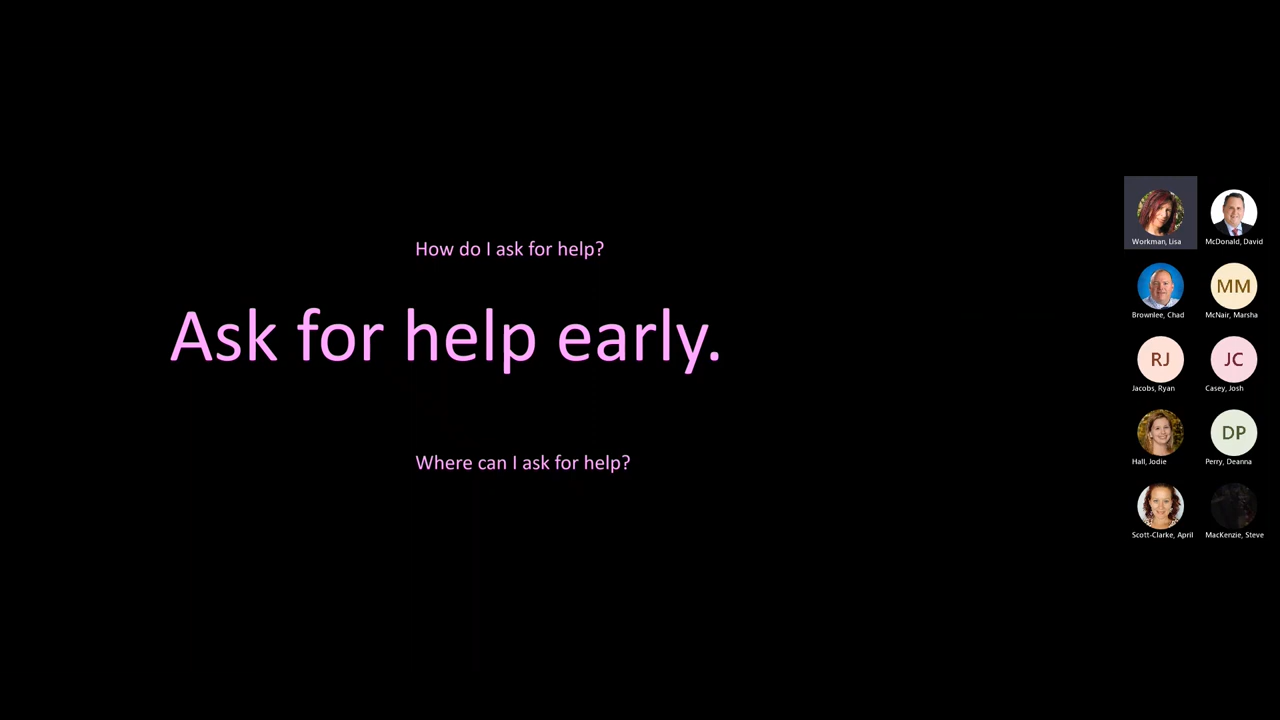 How do I ask for help?
Ask for help early.
Where can I ask for help?
Workman, Lisa
McDonald, David
Brownlee, Chad
MM
McNair, Marsha
RJ
Jacobs, Ryan
JC
Casey, Josh
Hall, Jodie
DP
Perry, Deanna
Scott-Clarke, April
MacKenzie, Steve